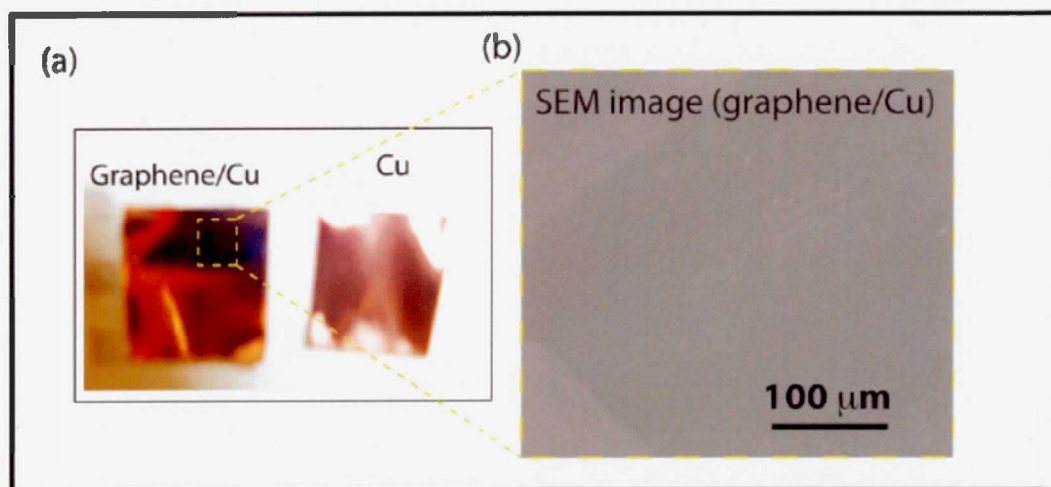 (a)
(b)
SEM image (graphene/Cu)
Graphene/Cu
Cu
100 μm